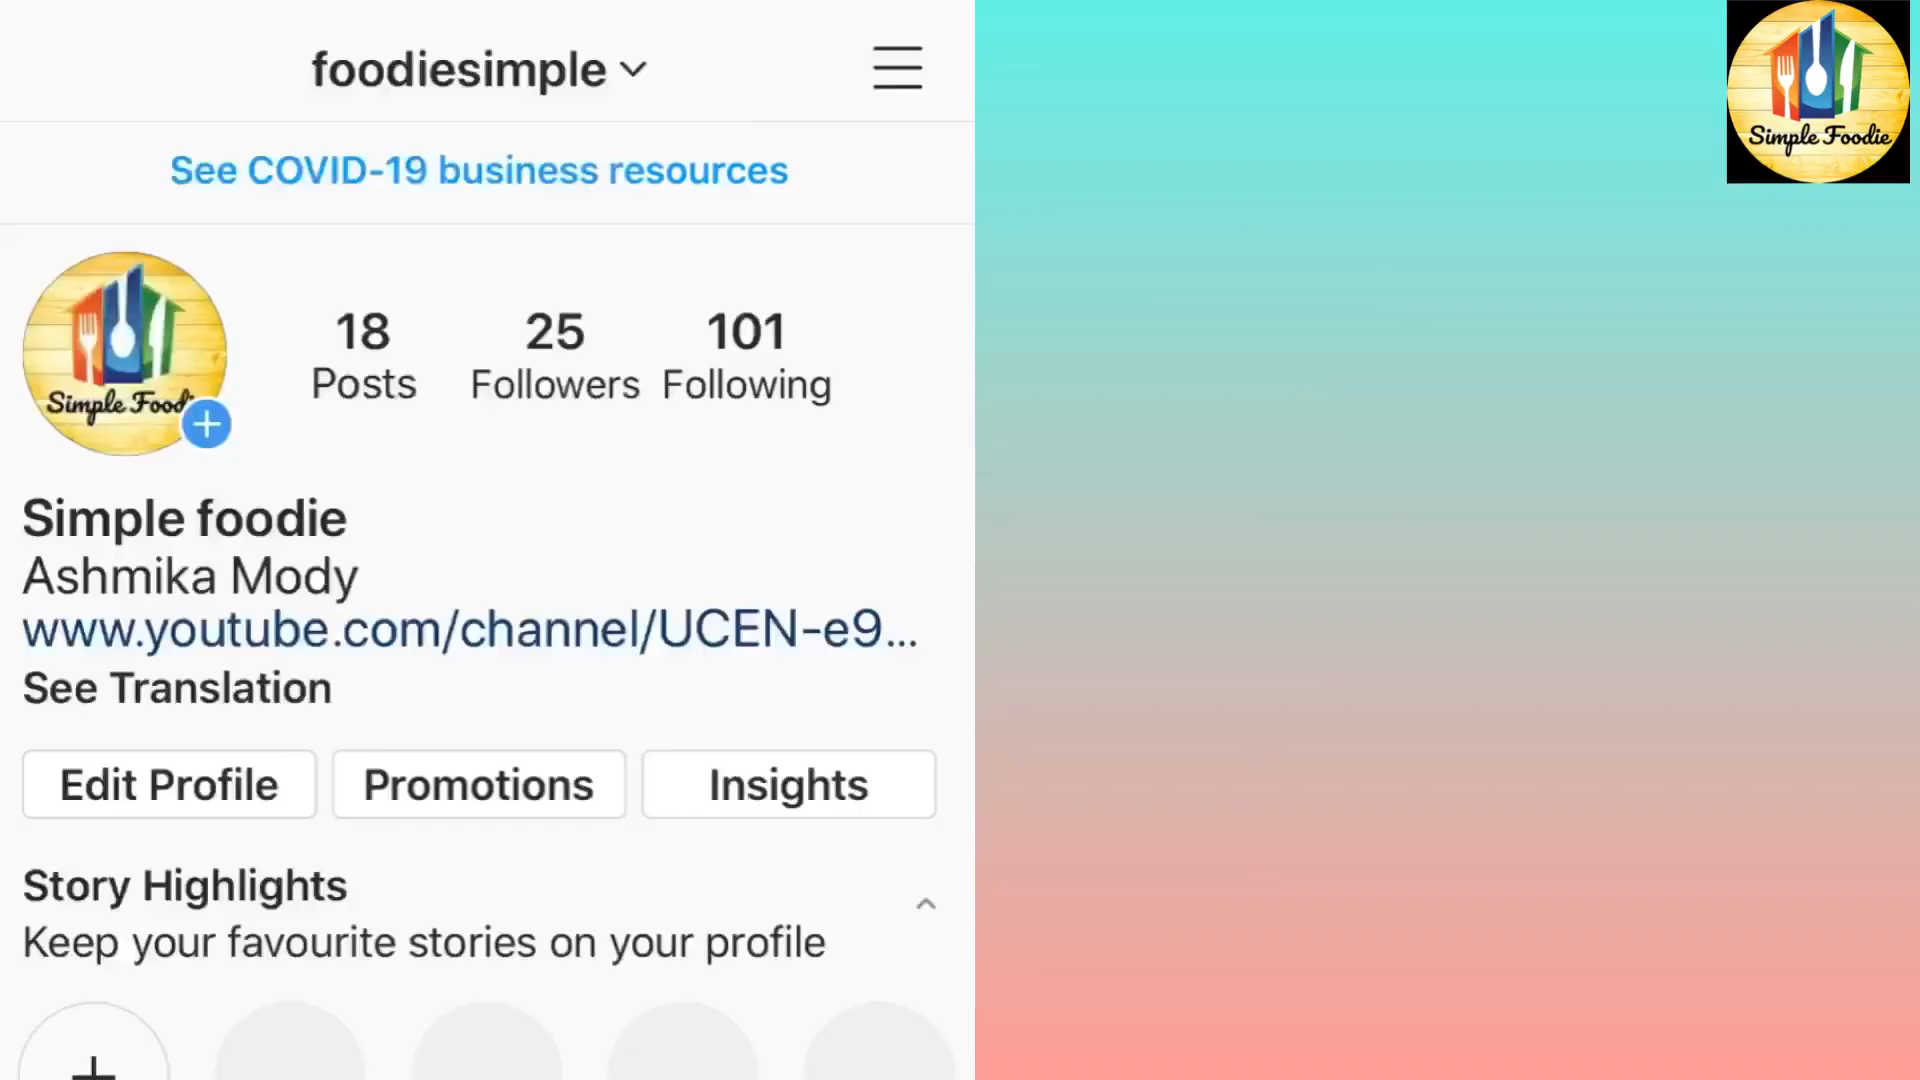 foodiesimple
See COVID-19 business resources
18 25 101
Posts Followers Following
Simple Foodi
Simple foodie
Ashmika Mody
www.youtube.com/channel/UCEN-e9...
See Translation
Edit Profile Promotions Insights
Story Highlights
Keep your favourite stories on your profile
Simple Foodie